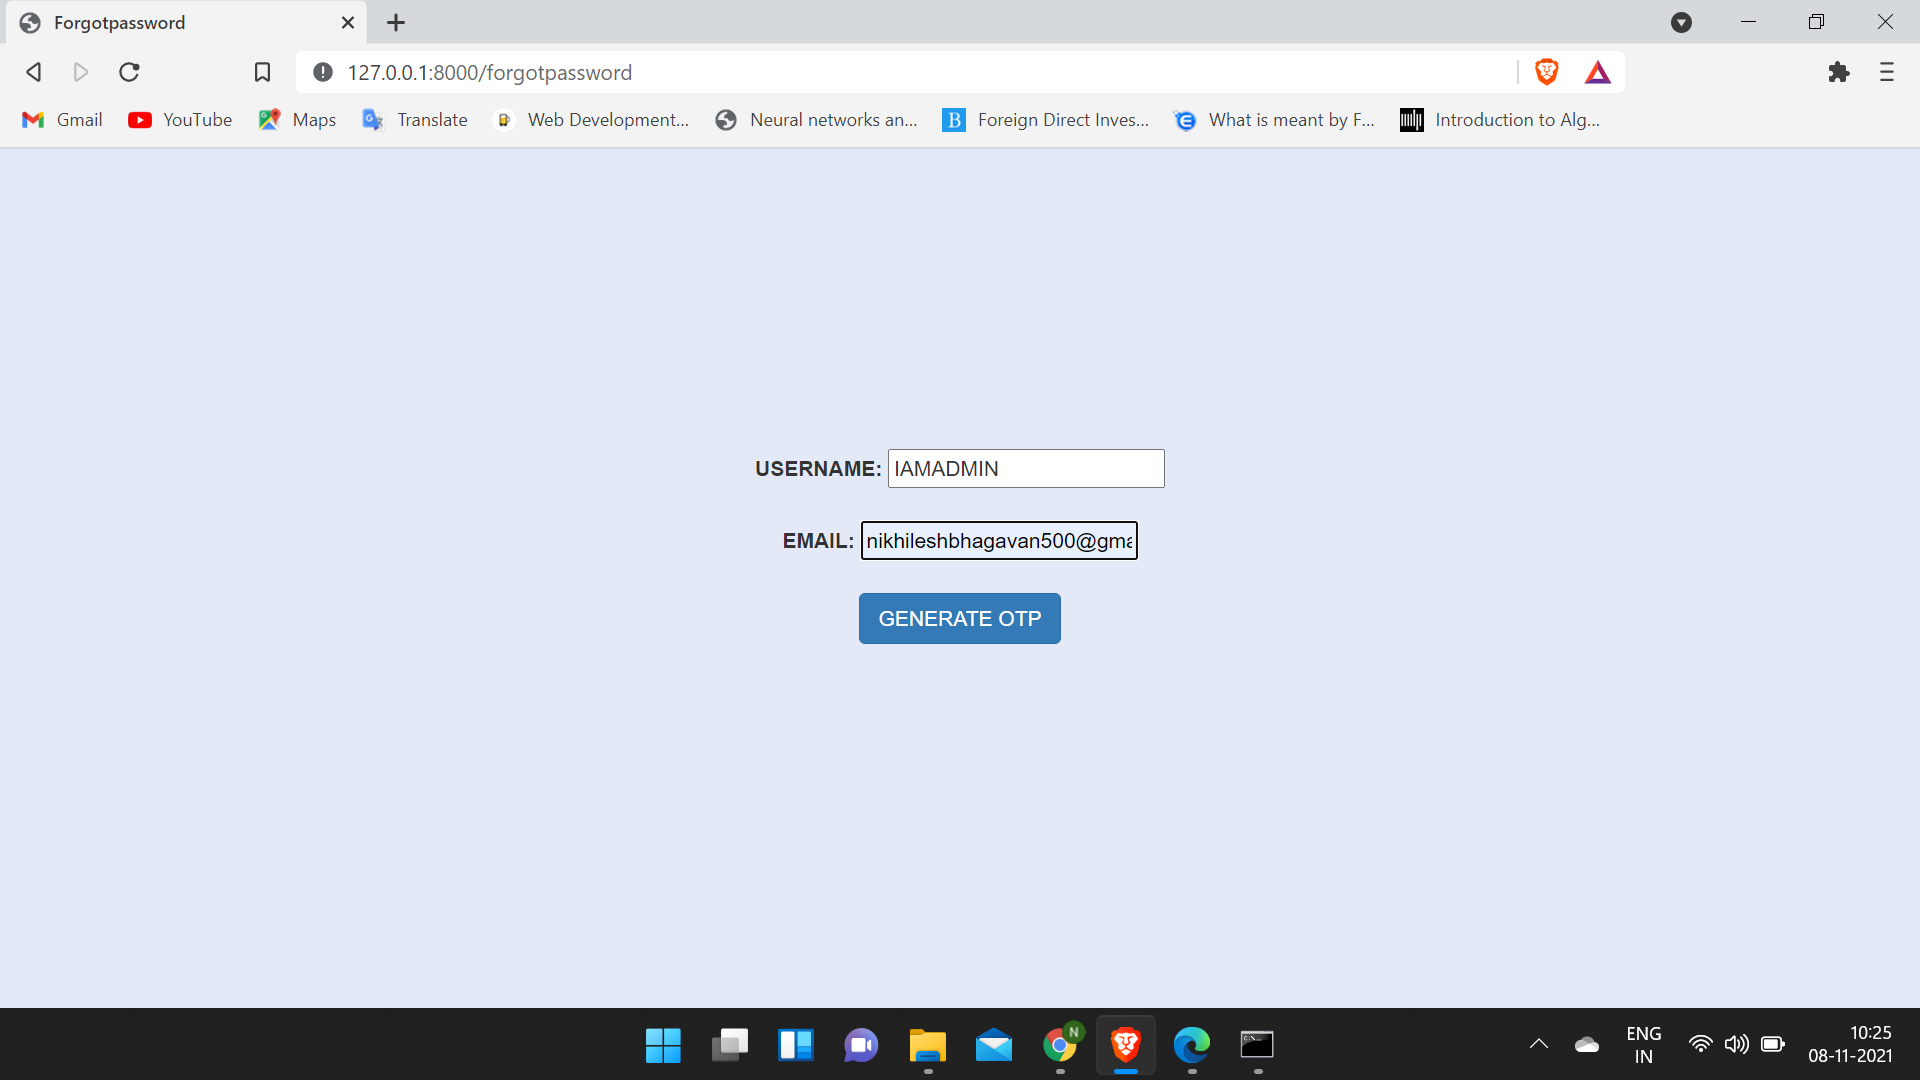 Forgotpassword
127.0.0.1:8000/forgotpassword
Gmail YouTube Maps Translate Web Development... Neural networks an... Foreign Direct Inves... What is meant by F... Introduction to Alg...
USERNAME: IAMADMIN
EMAIL: nikhileshbhagavan500@gma
GENERATE OTP
N
ENG
IN
10:25
08-11-2021